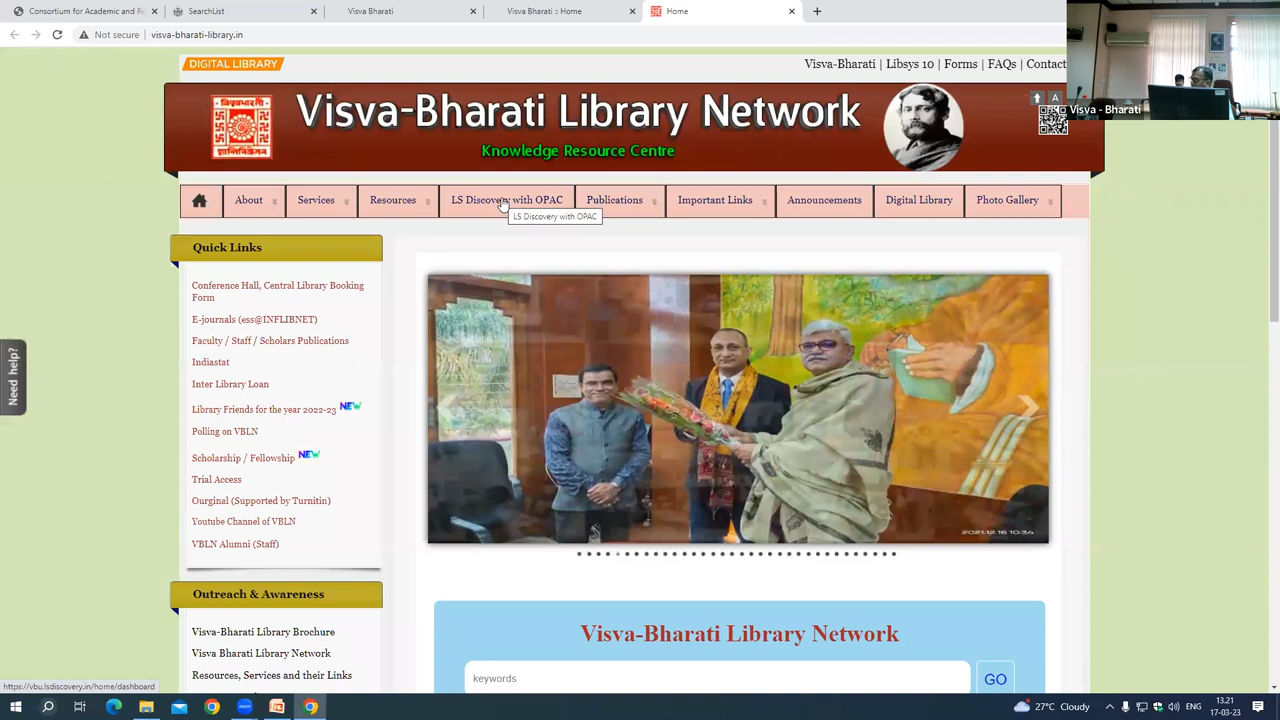 Consortium for Academic and Re
SearchList
Visva Bharati
Visva Bharati :: Home
Home
Not secure
visva-bharati-library.in
DIGITAL LIBRARY
Visva-Bharati | Libsys 10 | Forms | FAQs | Contact
Visva-Bharati Library Network
Knowledge Resource Centre
A
Visva - Bharati
About
Services
Resources
LS Discovery with OPAC
Publications
Important Links
Announcements
Digital Library
Photo Gallery
LS Discovery with OPAC
Quick Links
Conference Hall, Central Library Booking
Form
E-journals (ess@INFLIBNET)
Faculty / Staff / Scholars Publications
Indiastat
Inter Library Loan
Library Friends for the year 2022-23 NEW
Polling on VBLN
Scholarship / Fellowship NEW
Trial Access
Ourginal (Supported by Turnitin)
Youtube Channel of VBLN
VBLN Alumni (Staff)
Need help?
2021.12.16 10:34
Outreach & Awareness
Visva-Bharati Library Brochure
Visva Bharati Library Network
Resources, Services and their Links
Visva-Bharati Library Network
keywords
GO
https://vbu.lsdiscovery.in/home/dashboard
27°C Cloudy
ENG
13.21
17-03-23